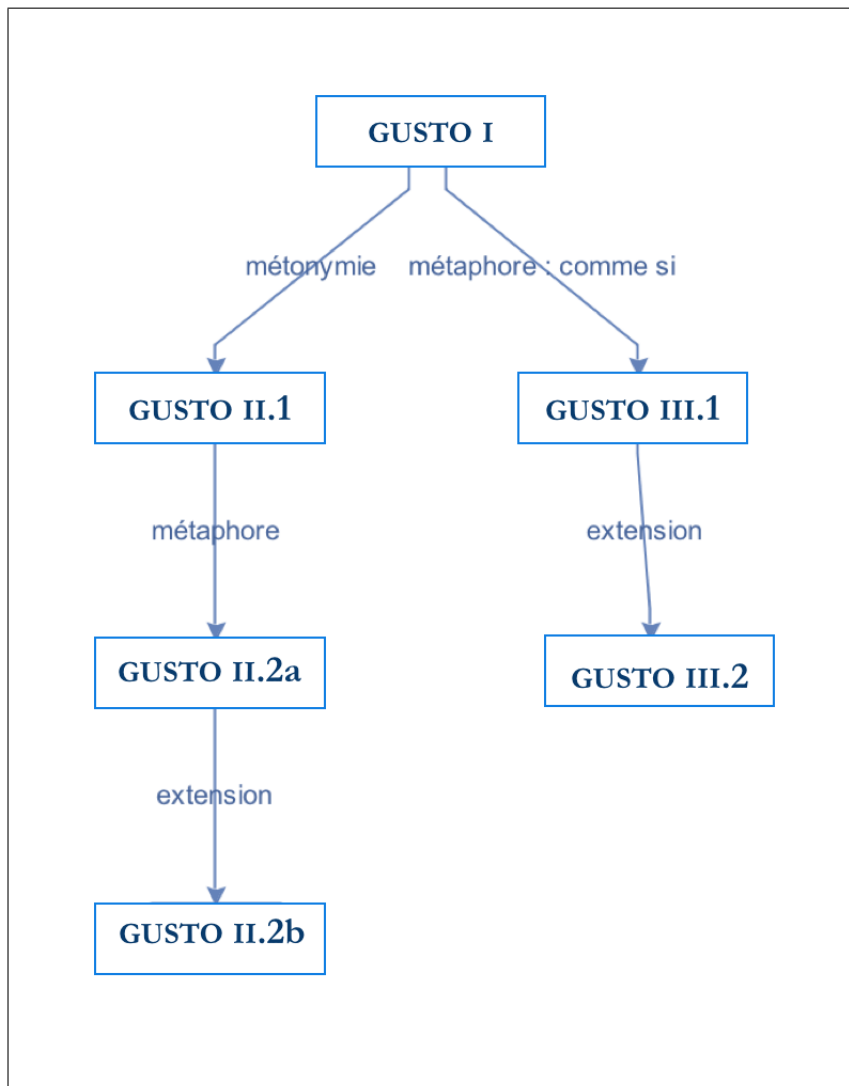 GUSTO I
métonymie
métaphore : comme si
GUSTO II.1
GUSTO III.1
métaphore
extension
GUSTO II.2a
GUSTO III.2
extension
GUSTO II.2b